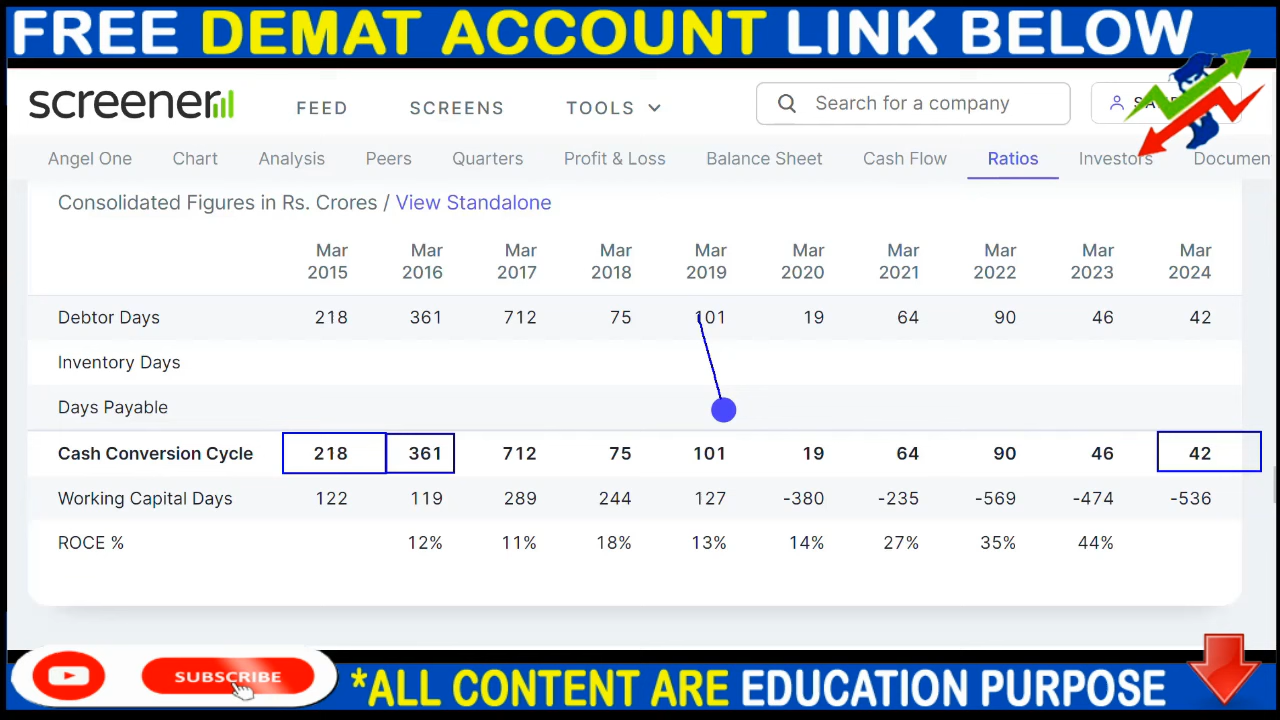 FREE DEMAT ACCOUNT LINK BELOW
screener
FEED SCREENS TOOLS Search for a company
Angel One Chart Analysis Peers Quarters Profit & Loss Balance Sheet Cash Flow Ratios Investors Documen
Consolidated Figures in Rs. Crores / View Standalone
Mar 2015 Mar 2016 Mar 2017 Mar 2018 Mar 2019 Mar 2020 Mar 2021 Mar 2022 Mar 2023 Mar 2024
Debtor Days 218 361 712 75 101 19 64 90 46 42
Inventory Days
Days Payable
Cash Conversion Cycle 218 361 712 75 101 19 64 90 46 42
Working Capital Days 122 119 289 244 127 -380 -235 -569 -474 -536
ROCE % 12% 11% 18% 13% 14% 27% 35% 44%
SUBSCRIBE
*ALL CONTENT ARE EDUCATION PURPOSE